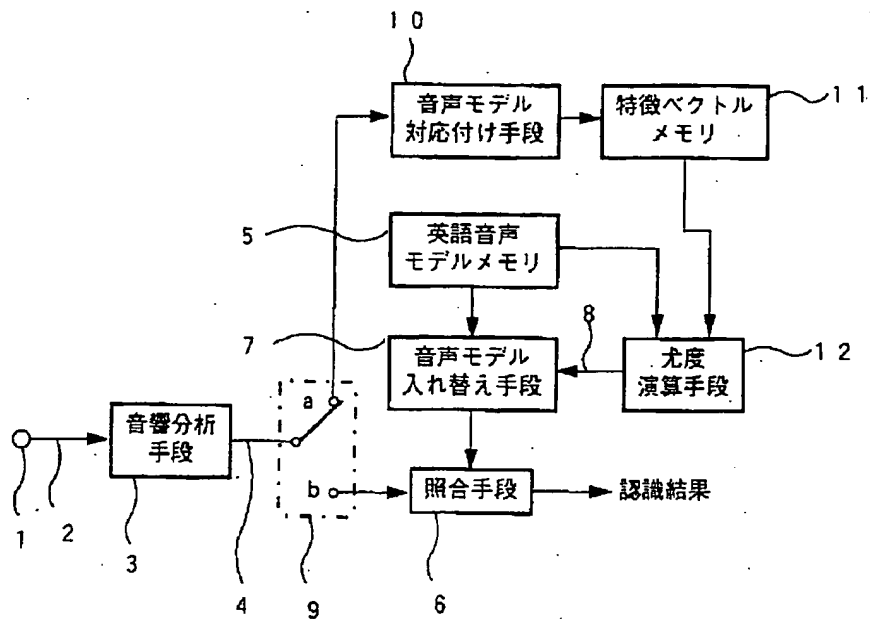 10
音声モデル
対応付け手段
特徴ベクトル
メモリ
11
5
英語音声
モデルメモリ
8
7
音声モデル
入れ替え手段
尤度
演算手段
12
a
音響分析
手段
b
照合手段
認識結果
1
2
3
4
9
6